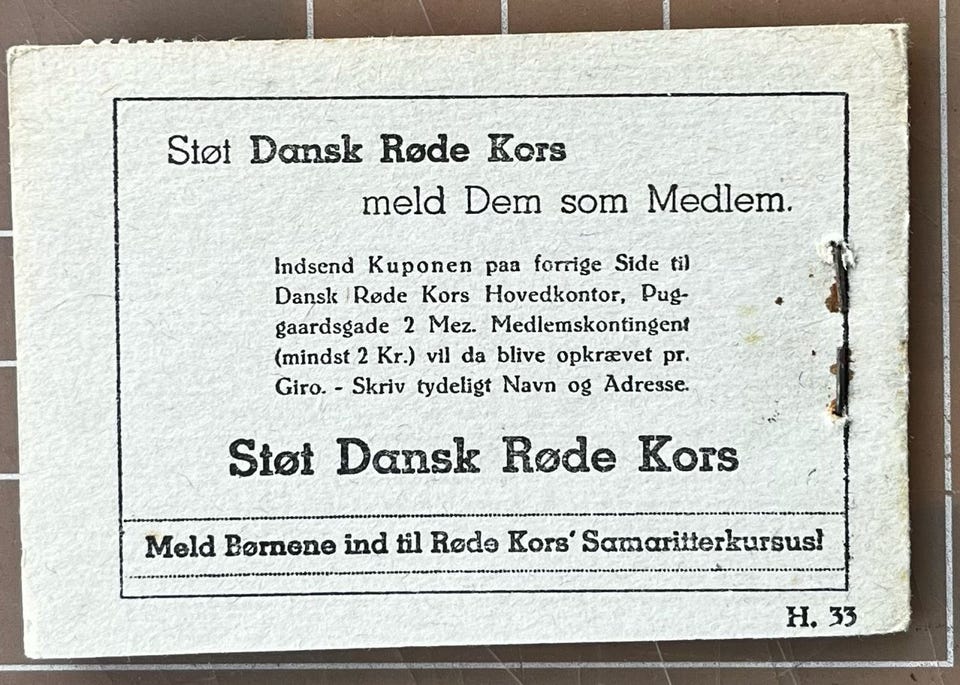 Støt Dansk Røde Kors
meld Dem som Medlem.
Indsend Kuponen paa forrige Side til
Dansk Røde Kors Hovedkontor, Pug-
gaardsgade 2 Mez. Medlemskontingent
(mindst 2 Kr.) vil da blive opkrævet pr.
Giro. - Skriv tydeligt Navn og Adresse.
Støt Dansk Røde Kors
Meld Børnene ind til Røde Kors' Samaritterkursus!
H. 33